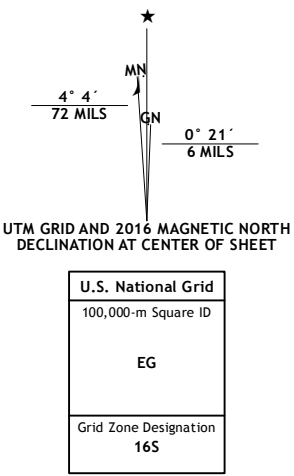 ★
MN
4° 4´
72 MILS
GN
0° 21´
6 MILS
UTM GRID AND 2016 MAGNETIC NORTH
DECLINATION AT CENTER OF SHEET
U.S. National Grid
100,000-m Square ID
EG
Grid Zone Designation
16S